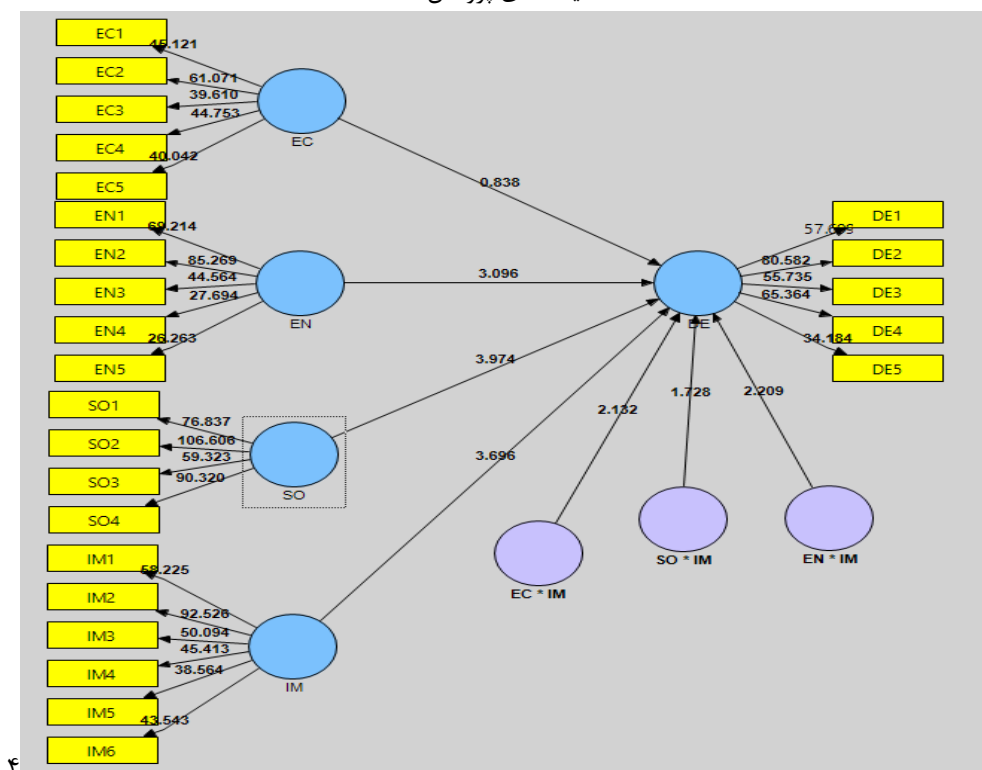 EC1
45.121
EC2
61.071
EC3
39.610
EC4
44.753
EC5
40.042
EC
0.838
EN1
69.214
EN2
85.269
EN3
44.564
EN4
27.694
EN5
26.263
EN
3.096
SO1
76.837
SO2
106.606
SO3
59.323
SO4
90.320
SO
3.974
IM1
58.225
IM2
92.526
IM3
50.094
IM4
45.413
IM5
38.564
IM6
43.543
IM
3.696
DE
DE1
DE2
80.582
DE3
55.735
DE4
65.364
DE5
34.184
2.132
1.728
2.209
EC * IM
SO * IM
EN * IM
۴